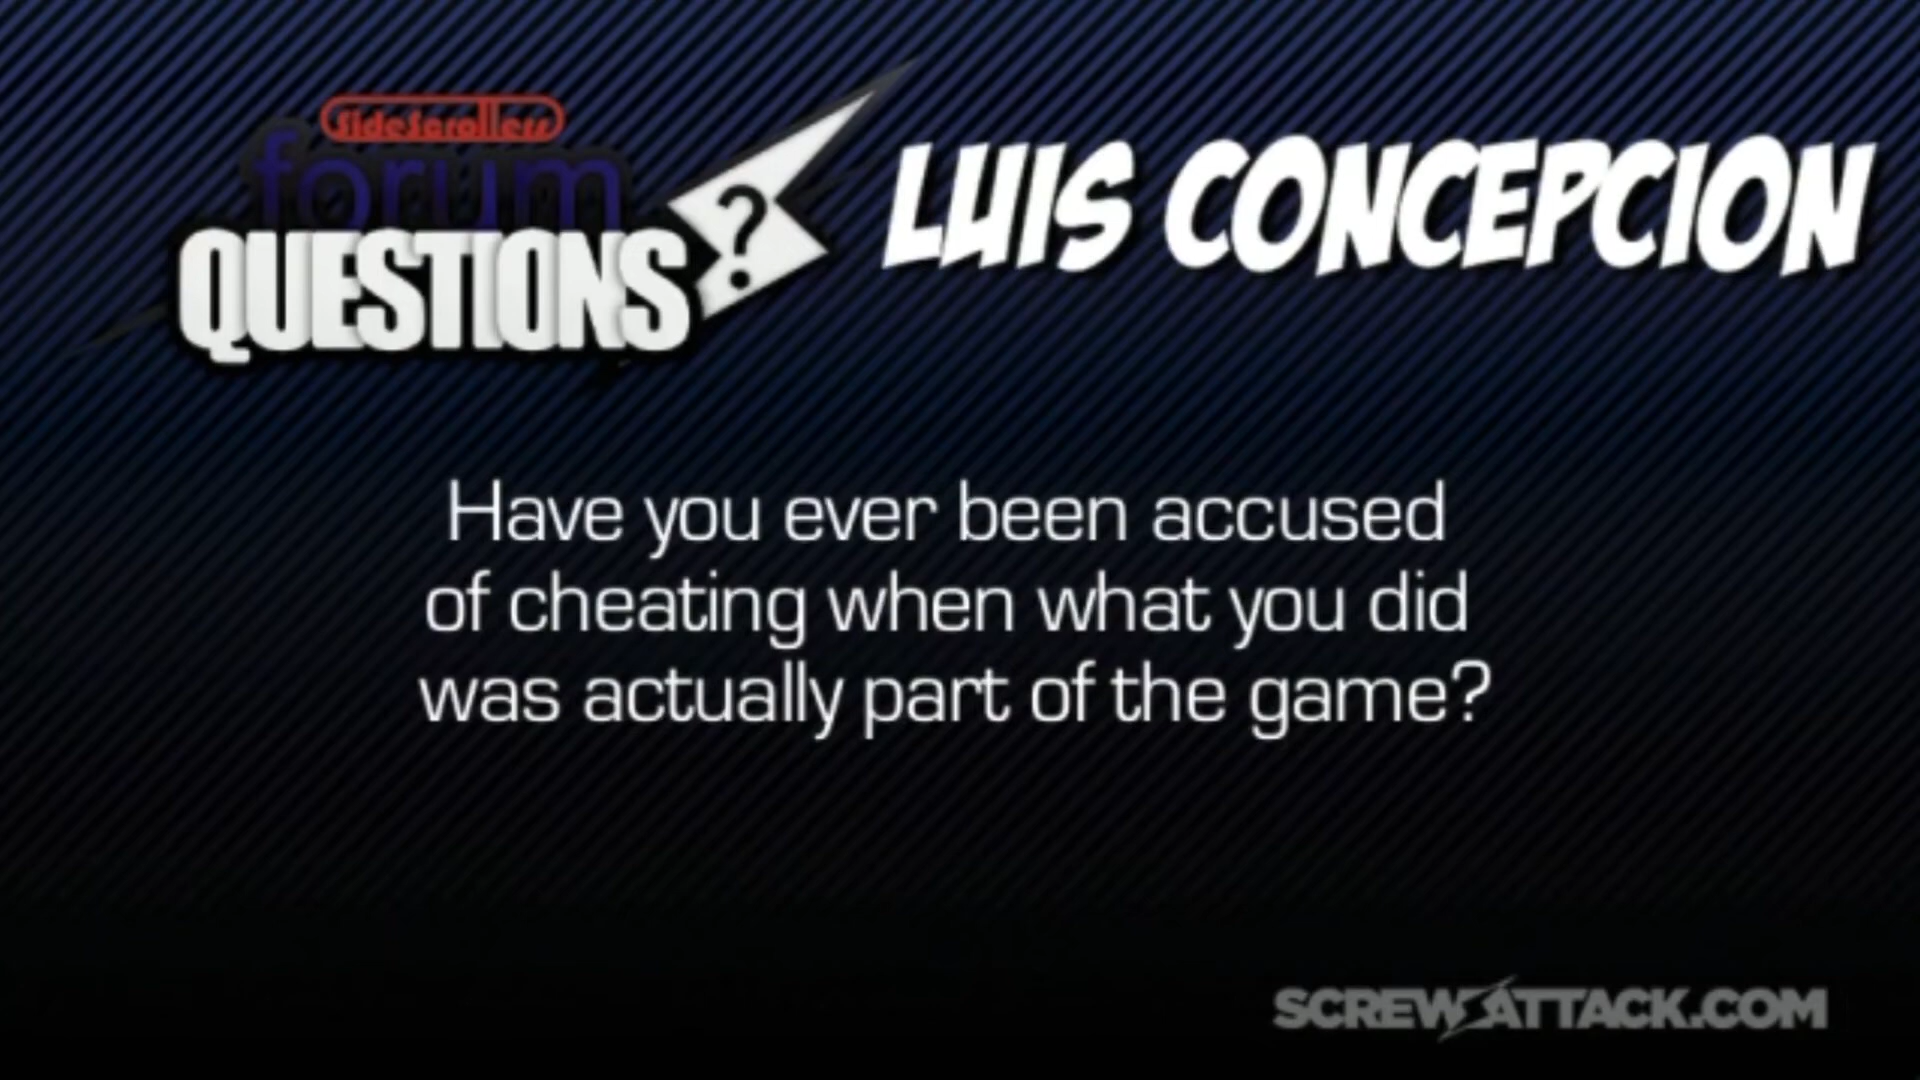 SideScrollers
forum
QUESTIONS?
LUIS CONCEPCION
Have you ever been accused
of cheating when what you did
was actually part of the game?
SCREWATTACK.COM